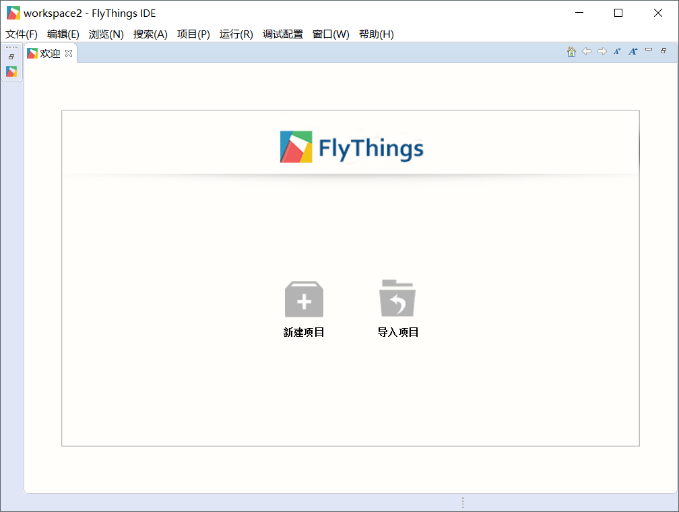 workspace2 - FlyThings IDE
文件(F) 编辑(E) 浏览(N) 搜索(A) 项目(P) 运行(R) 调试配置 窗口(W) 帮助(H)
欢迎
FlyThings
新建项目 导入项目